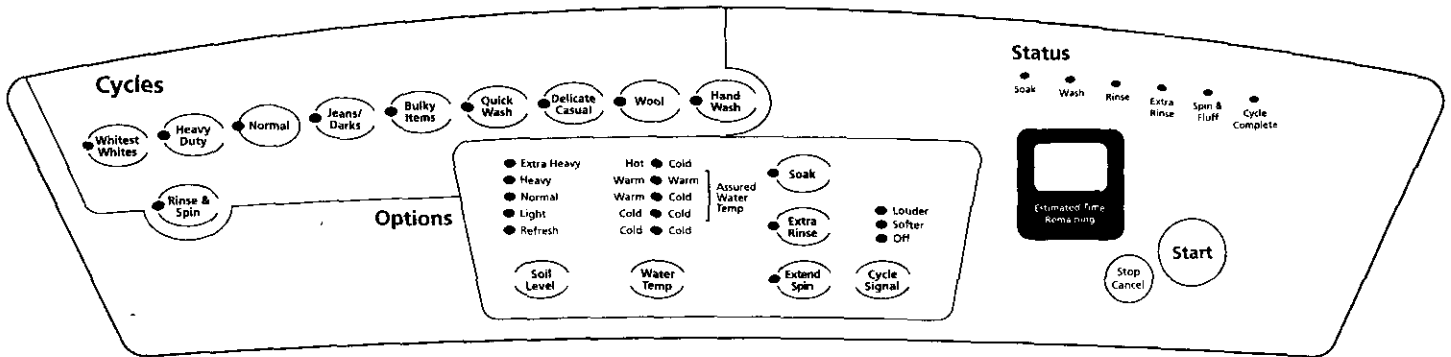 Cycles
Whitest
Whites
Heavy
Duty
Normal
Jeans/
Darks
Bulky
Items
Quick
Wash
Delicate
Casual
Wool
Hand
Wash
Rinse &
Spin
Options
Extra Heavy
Heavy
Normal
Light
Refresh
Soil
Level
Hot Cold
Warm Warm
Warm Cold
Cold Cold
Cold Cold
Assured
Water
Temp
Water
Temp
Soak
Extra
Rinse
Extend
Spin
Louder
Softer
Off
Cycle
Signal
Status
Soak
Wash
Rinse
Extra
Rinse
Spin &
Fluff
Cycle
Complete
Estimated Time
Remaining
Stop
Cancel
Start